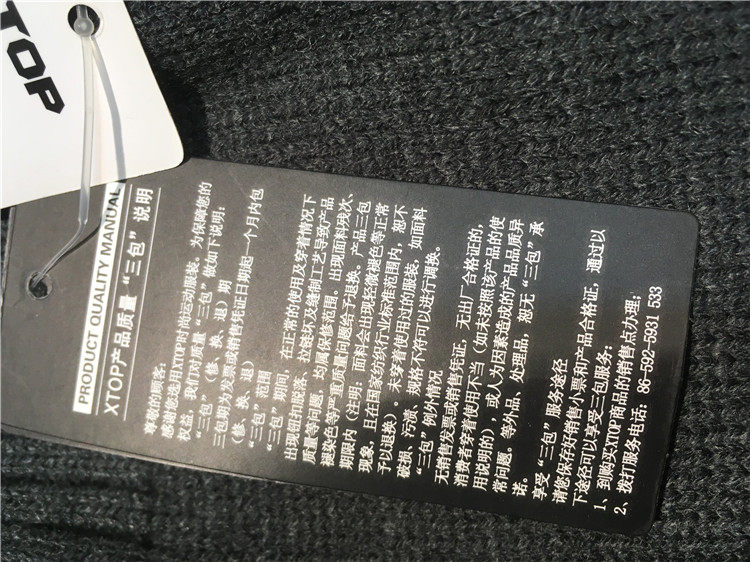 TOP
PRODUCT QUALITY MANUAL
XTOP产品质量“三包”说明
尊敬的顾客:
感谢您选用XTOP时尚运动服装。为保障您的
权益，我们对质量“三包”做如下说明:
“三包”（修、换、退）期
三包期为发票或销售凭证日期起一个月内包
（修、换、退）
“三包”范围
“三包”期间，在正常的使用及穿着情况下
出现钮扣脱落、拉链坏及缝制工艺导致产品
质量等问题，均属保修范围。出现面料残次、
褪染色等严重质量问题给予退换。产品三包
期限内（注明：面料会出现轻微褪色等正常
现象，且在国家纺织行业标准范围内，恕不
予以退换）。未穿着使用过的服装，如面料
破损、污渍、规格不符可以进行调换。
“三包”例外情况
无销售发票或销售凭证，无出厂合格证的，
消费者穿着使用不当（如未按照该产品的使
用说明的），或人为因素造成的产品品质异
常问题。等外品、处理品，恕无“三包”承
诺。
享受“三包”服务途径
请您保存好销售小票和产品合格证，通过以
下途径可以享受三包服务:
1、到购买XTOP商品的销售点办理;
2、拨打服务电话: 86-592-5931 533